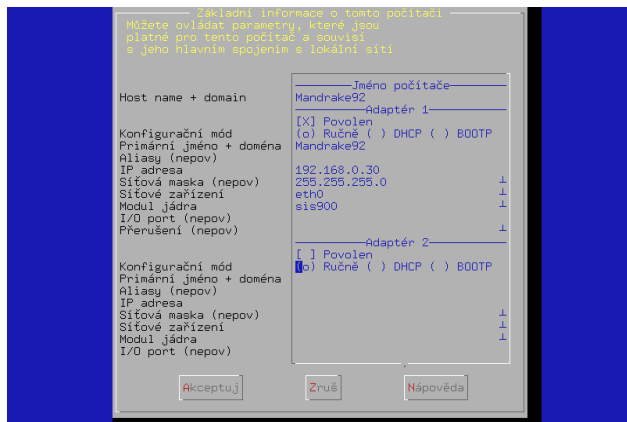 Základní informace o tomto počítači
Můžete ovládat parametry, které jsou
platné pro tento počítač a souvisí
s jeho hlavním spojením s lokální sítí
Jméno počítače
Host name + domain Mandrake92
Adaptér 1
[X] Povolen
Konfigurační mód (o) Ručně ( ) DHCP ( ) BOOTP
Primární jméno + doména Mandrake92
Aliasy (nepov)
IP adresa 192.168.0.30
Síťová maska (nepov) 255.255.255.0
Síťové zařízení eth0
Modul jádra sis900
I/O port (nepov)
Přerušení (nepov)
Adaptér 2
[ ] Povolen
Konfigurační mód (o) Ručně ( ) DHCP ( ) BOOTP
Primární jméno + doména
Aliasy (nepov)
IP adresa
Síťová maska (nepov)
Síťové zařízení
Modul jádra
I/O port (nepov)
Akceptuj Zruš Nápověda